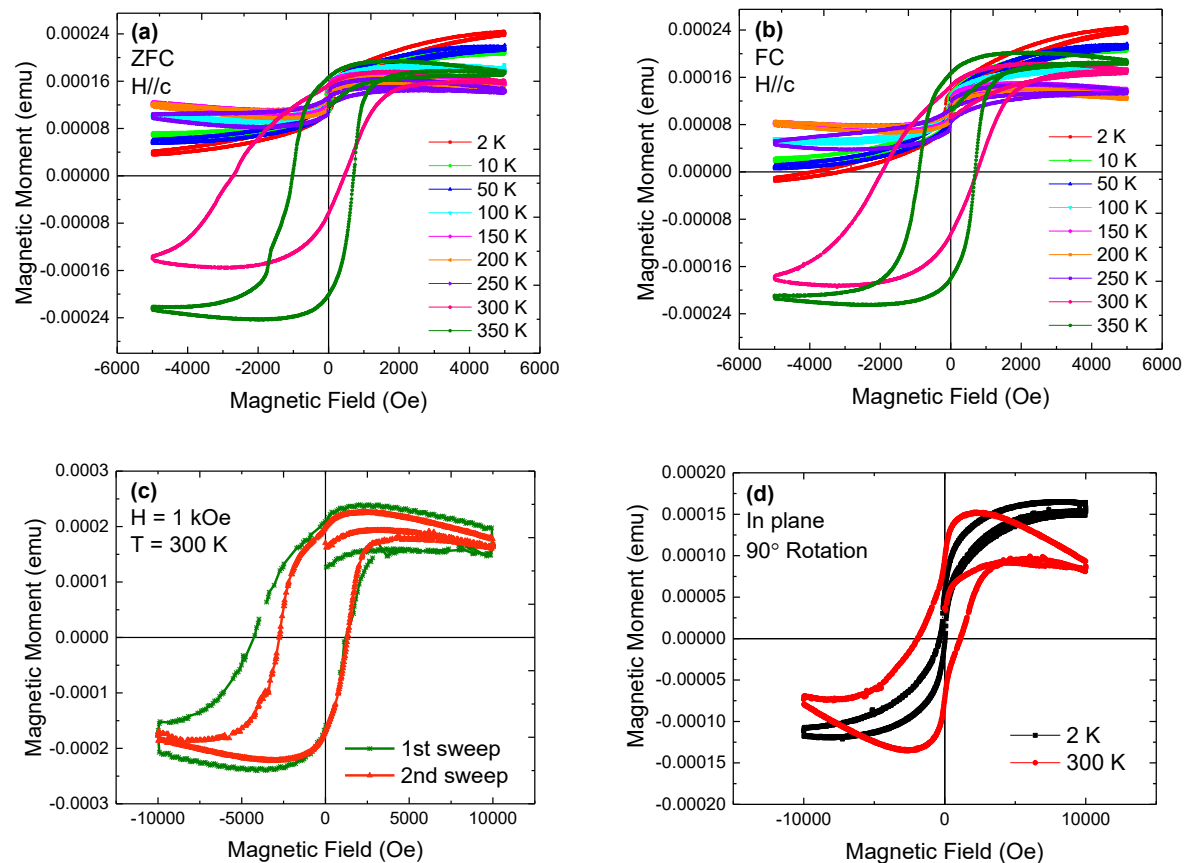 (a)
ZFC
H//c
0.00024
0.00016
0.00008
0.00000
-0.00008
-0.00016
-0.00024
Magnetic Moment (emu)
2 K
10 K
50 K
100 K
150 K
200 K
250 K
300 K
350 K
-6000 -4000 -2000 0 2000 4000 6000
Magnetic Field (Oe)
(b)
FC
H//c
0.00024
0.00016
0.00008
0.00000
-0.00008
-0.00016
-0.00024
Magnetic Moment (emu)
2 K
10 K
50 K
100 K
150 K
200 K
250 K
300 K
350 K
-6000 -4000 -2000 0 2000 4000 6000
Magnetic Field (Oe)
(c)
H = 1 kOe
T = 300 K
0.0003
0.0002
0.0001
0.0000
-0.0001
-0.0002
-0.0003
Magnetic Moment (emu)
1st sweep
2nd sweep
-10000 -5000 0 5000 10000
Magnetic Field (Oe)
(d)
In plane
90° Rotation
0.00020
0.00015
0.00010
0.00005
0.00000
-0.00005
-0.00010
-0.00015
-0.00020
Magnetic Moment (emu)
2 K
300 K
-10000 0 10000
Magnetic Field (Oe)